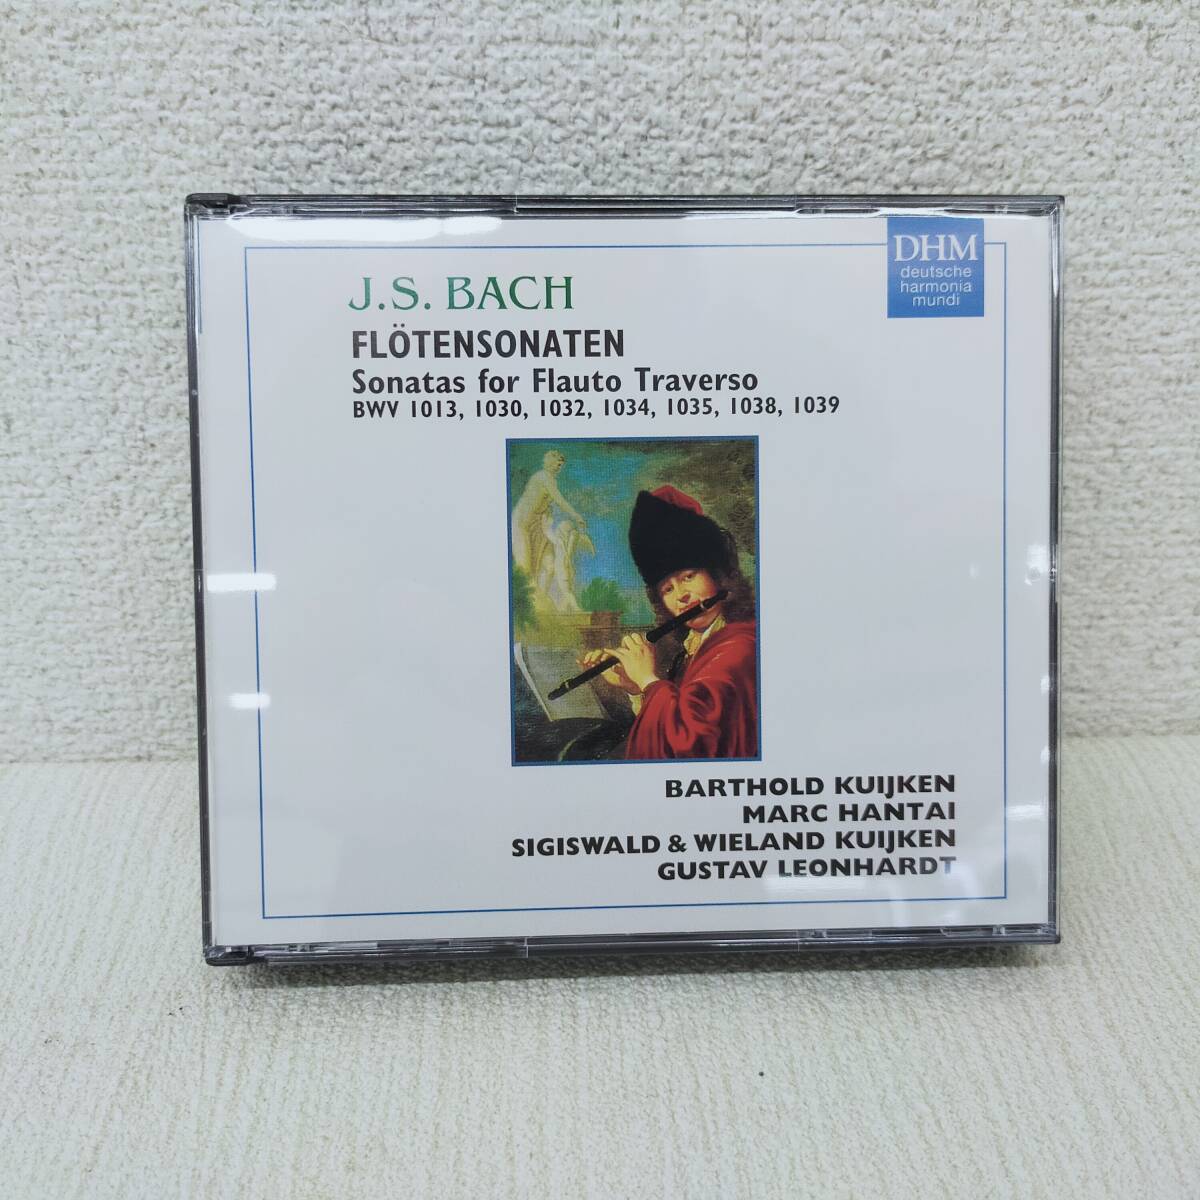 DHM
deutsche
harmonia
mundi
J.S. BACH
FLÖTENSONATEN
Sonatas for Flauto Traverso
BWV 1013, 1030, 1032, 1034, 1035, 1038, 1039
BARTHOLD KUIJKEN
MARC HANTAI
SIGISWALD & WIELAND KUIJKEN
GUSTAV LEONHARDT